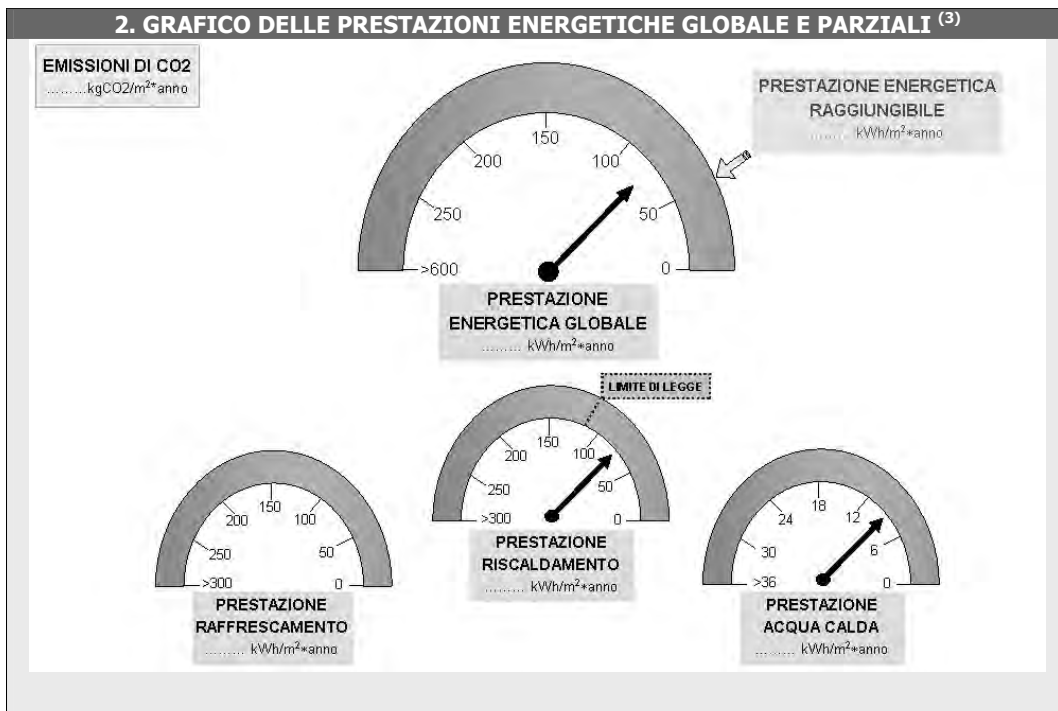 2. GRAFICO DELLE PRESTAZIONI ENERGETICHE GLOBALE E PARZIALI (3)
EMISSIONI DI CO2
.........kgCO2/m²*anno
PRESTAZIONE ENERGETICA
RAGGIUNGIBILE
......... kWh/m²*anno
150
200
100
250
50
>600
0
PRESTAZIONE
ENERGETICA GLOBALE
......... kWh/m²*anno
LIMITE DI LEGGE
150
200
100
250
50
>300
0
PRESTAZIONE
RISCALDAMENTO
......... kWh/m²*anno
150
200
100
250
50
>300
0
PRESTAZIONE
RAFFRESCAMENTO
......... kWh/m²*anno
18
24
12
30
6
>36
0
PRESTAZIONE
ACQUA CALDA
......... kWh/m²*anno